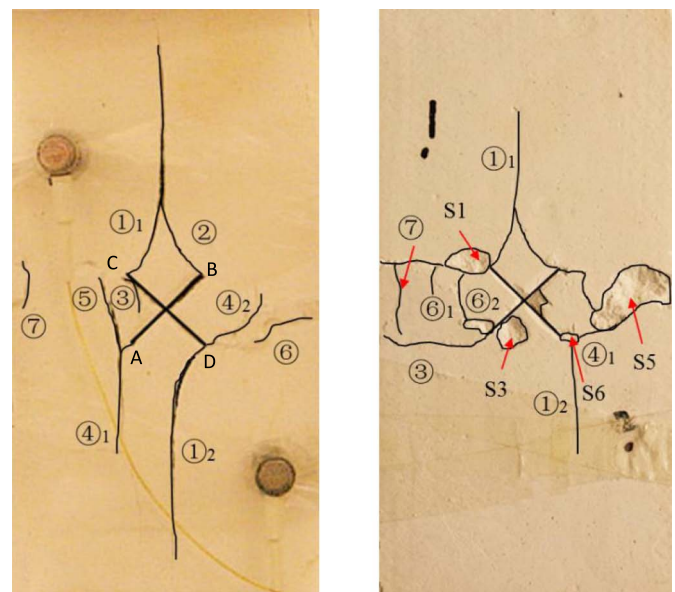 ①₁
②
C
B
⑤
③
④₂
⑦
⑥
A
D
④₁
①₂
①₁
⑦
S1
⑥₁
⑥₂
S5
③
S3
④₁
S6
①₂